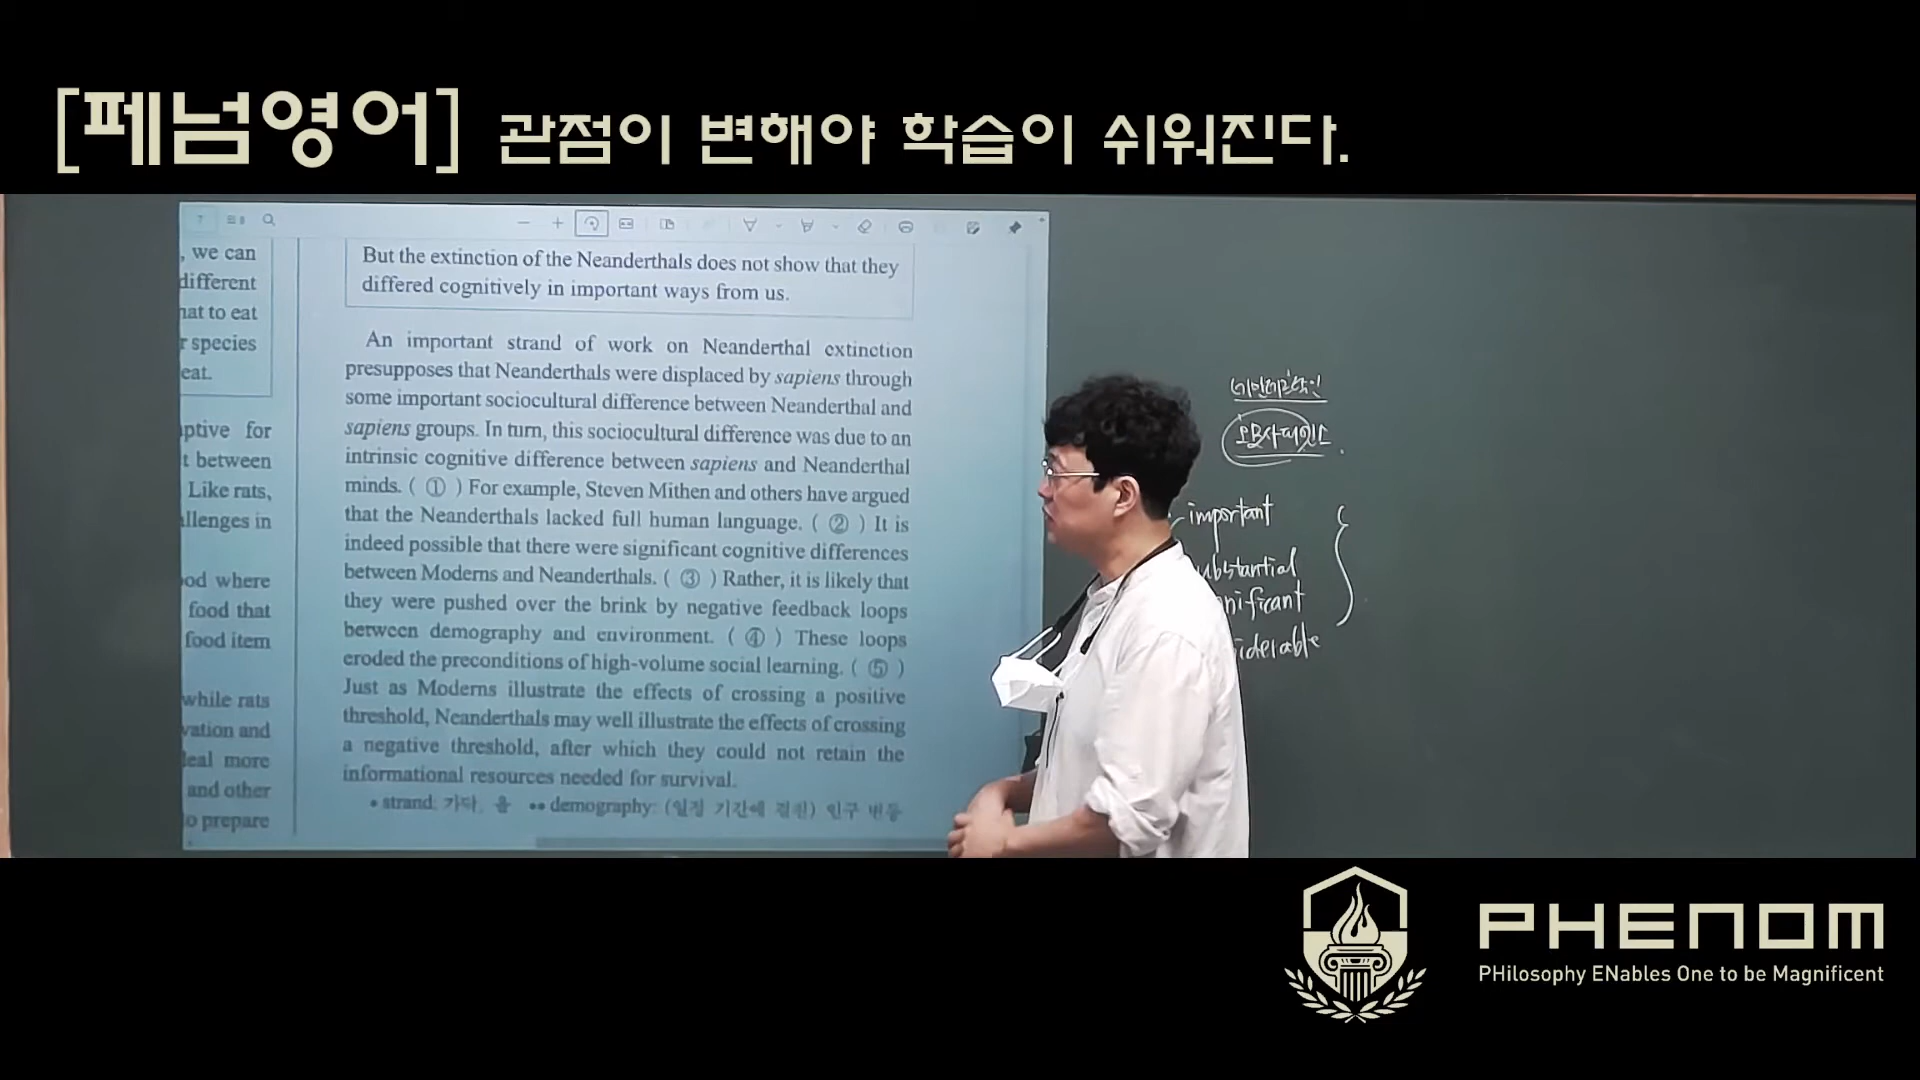 [페넘영어] 관점이 변해야 학습이 쉬워진다.
, we can
different
hat to eat
r species
eat.
ptive for
t between
Like rats,
allenges in
od where
food that
food item
while rats
vation and
deal more
and other
o prepare
But the extinction of the Neanderthals does not show that they
differed cognitively in important ways from us.
An important strand of work on Neanderthal extinction
presupposes that Neanderthals were displaced by sapiens through
some important sociocultural difference between Neanderthal and
sapiens groups. In turn, this sociocultural difference was due to an
intrinsic cognitive difference between sapiens and Neanderthal
minds. ( ① ) For example, Steven Mithen and others have argued
that the Neanderthals lacked full human language. ( ② ) It is
indeed possible that there were significant cognitive differences
between Moderns and Neanderthals. ( ③ ) Rather, it is likely that
they were pushed over the brink by negative feedback loops
between demography and environment. ( ④ ) These loops
eroded the preconditions of high-volume social learning. ( ⑤ )
Just as Moderns illustrate the effects of crossing a positive
threshold, Neanderthals may well illustrate the effects of crossing
a negative threshold, after which they could not retain the
informational resources needed for survival.
• strand: 가닥, 올 •• demography: (일정 기간에 걸친) 인구 변동
important
ubstantial
nificant
iderable
PHENOM
PHilosophy ENables One to be Magnificent